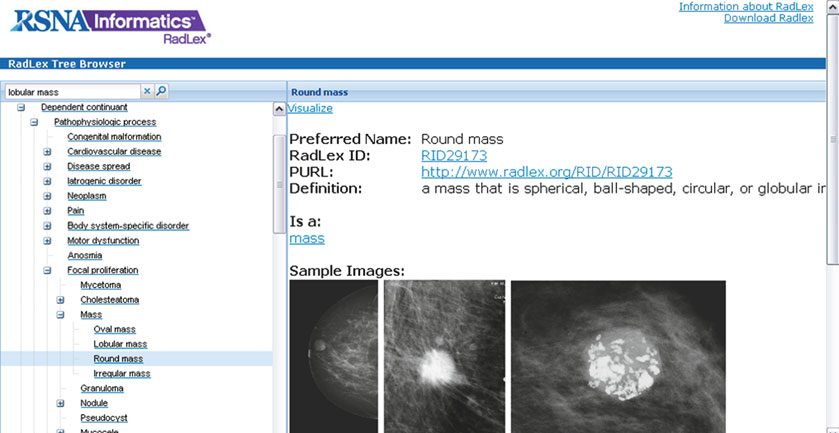 RSNA Informatics™
RadLex®
Information about RadLex
Download Radlex
RadLex Tree Browser
lobular mass
Dependent continuant
Pathophysiologic process
Congenital malformation
Cardiovascular disease
Disease spread
Iatrogenic disorder
Neoplasm
Pain
Body system-specific disorder
Motor dysfunction
Anosmia
Focal proliferation
Mycetoma
Cholesteatoma
Mass
Oval mass
Lobular mass
Round mass
Irregular mass
Granuloma
Nodule
Pseudocyst
Mucocele
Round mass
Visualize
Preferred Name: Round mass
RadLex ID: RID29173
PURL: http://www.radlex.org/RID/RID29173
Definition: a mass that is spherical, ball-shaped, circular, or globular in
Is a:
mass
Sample Images: